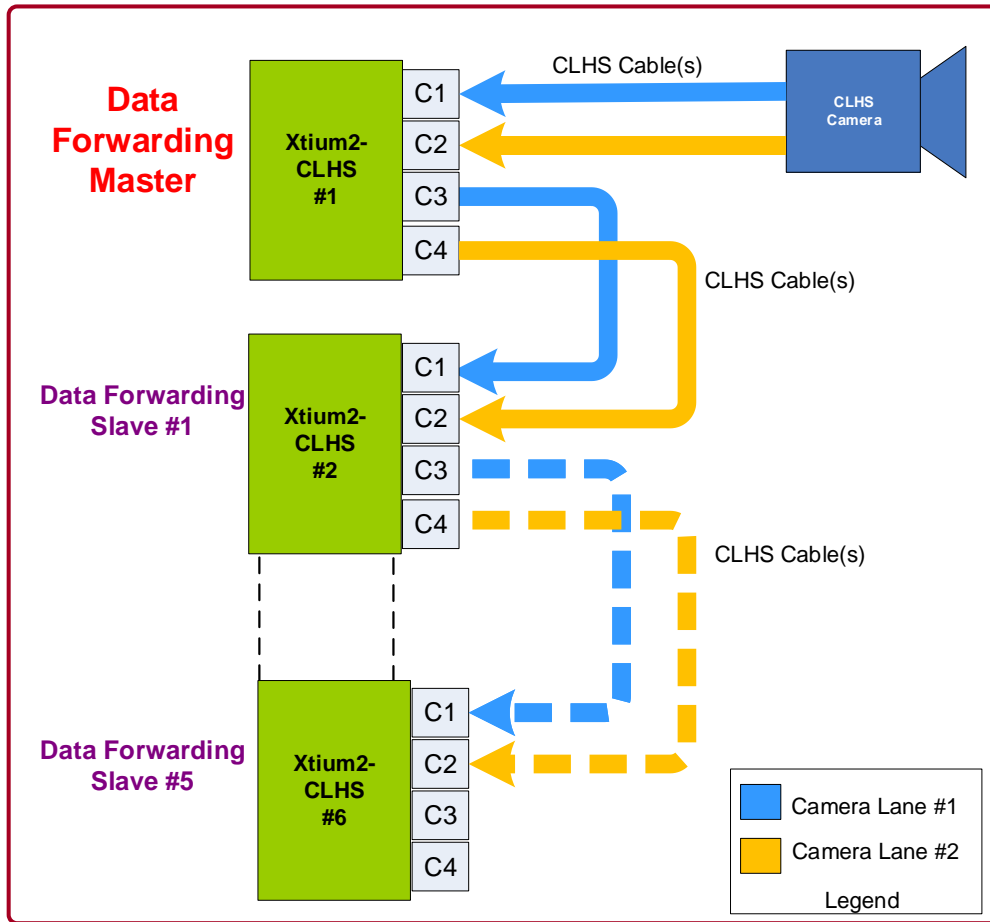 CLHS Cable(s)
CLHS
Camera
Data
Forwarding
Master
Xtium2-
CLHS
#1
C1
C2
C3
C4
CLHS Cable(s)
Data Forwarding
Slave #1
Xtium2-
CLHS
#2
C1
C2
C3
C4
CLHS Cable(s)
Data Forwarding
Slave #5
Xtium2-
CLHS
#6
C1
C2
C3
C4
Camera Lane #1
Camera Lane #2
Legend